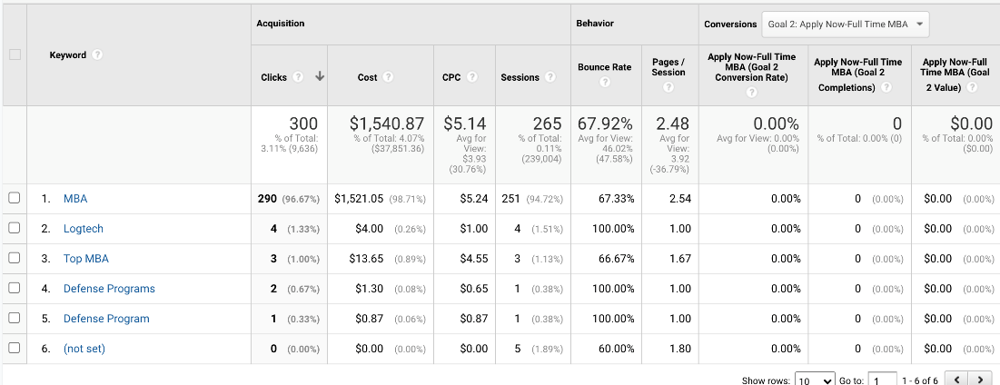 Acquisition Behavior Conversions Goal 2: Apply Now-Full Time MBA
Keyword ? Clicks ? Cost ? CPC ? Sessions ? Bounce Rate ? Pages / Session ? Apply Now-Full Time MBA (Goal 2 Conversion Rate) ? Apply Now-Full Time MBA (Goal 2 Completions) ? Apply Now-Full Time MBA (Goal 2 Value) ?
300 $1,540.87 $5.14 265 67.92% 2.48 0.00% 0 $0.00
% of Total: 3.11% (9,636) % of Total: 4.07% ($37,851.36) Avg for View: $3.93 (30.76%) % of Total: 0.11% (239,004) Avg for View: 46.02% (47.58%) Avg for View: 3.92 (-36.79%) Avg for View: 0.00% (0.00%) % of Total: 0.00% (0) % of Total: 0.00% ($0.00)
1. MBA 290 (96.67%) $1,521.05 (98.71%) $5.24 251 (94.72%) 67.33% 2.54 0.00% 0 (0.00%) $0.00 (0.00%)
2. Logtech 4 (1.33%) $4.00 (0.26%) $1.00 4 (1.51%) 100.00% 1.00 0.00% 0 (0.00%) $0.00 (0.00%)
3. Top MBA 3 (1.00%) $13.65 (0.89%) $4.55 3 (1.13%) 66.67% 1.67 0.00% 0 (0.00%) $0.00 (0.00%)
4. Defense Programs 2 (0.67%) $1.30 (0.08%) $0.65 1 (0.38%) 100.00% 1.00 0.00% 0 (0.00%) $0.00 (0.00%)
5. Defense Program 1 (0.33%) $0.87 (0.06%) $0.87 1 (0.38%) 100.00% 1.00 0.00% 0 (0.00%) $0.00 (0.00%)
6. (not set) 0 (0.00%) $0.00 (0.00%) $0.00 5 (1.89%) 60.00% 1.80 0.00% 0 (0.00%) $0.00 (0.00%)
Show rows: 10 Go to: 1 1 - 6 of 6